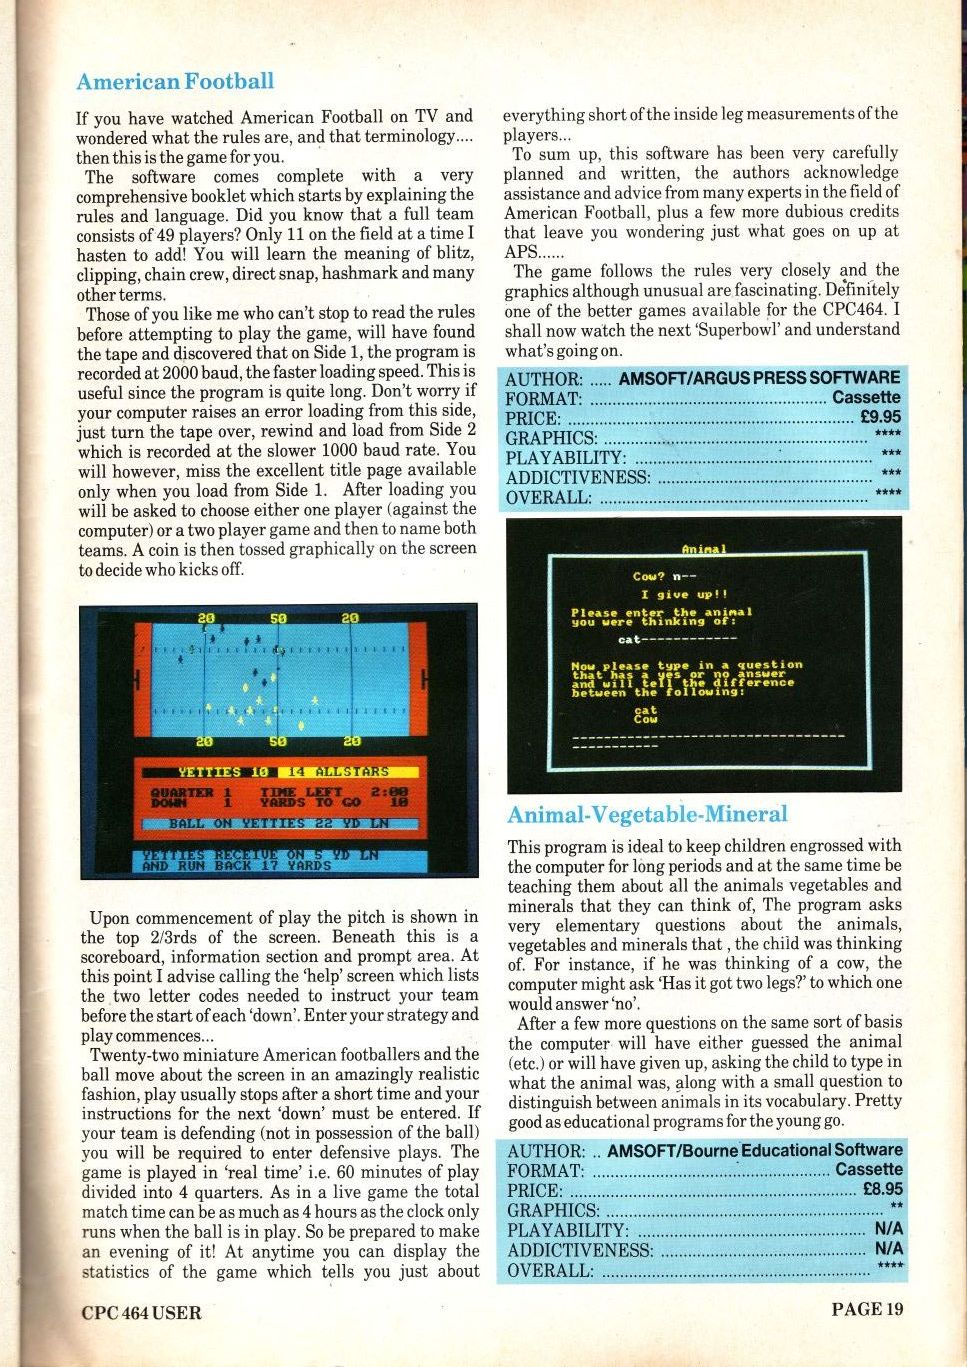 American Football
If you have watched American Football on TV and
wondered what the rules are, and that terminology....
then this is the game for you.
The software comes complete with a very
comprehensive booklet which starts by explaining the
rules and language. Did you know that a full team
consists of 49 players? Only 11 on the field at a time I
hasten to add! You will learn the meaning of blitz,
clipping, chain crew, direct snap, hashmark and many
other terms.
Those of you like me who can't stop to read the rules
before attempting to play the game, will have found
the tape and discovered that on Side 1, the program is
recorded at 2000 baud, the faster loading speed. This is
useful since the program is quite long. Don't worry if
your computer raises an error loading from this side,
just turn the tape over, rewind and load from Side 2
which is recorded at the slower 1000 baud rate. You
will however, miss the excellent title page available
only when you load from Side 1. After loading you
will be asked to choose either one player (against the
computer) or a two player game and then to name both
teams. A coin is then tossed graphically on the screen
to decide who kicks off.
20 50 20
20 50 20
YETTIES 10 14 ALLSTARS
QUARTER 1 TIME LEFT 2:00
DOWN 1 YARDS TO GO 10
BALL ON YETTIES 22 YD LN
YETTIES RECEIVE ON 5 YD LN
AND RUN BACK 17 YARDS
Upon commencement of play the pitch is shown in
the top 2/3rds of the screen. Beneath this is a
scoreboard, information section and prompt area. At
this point I advise calling the 'help' screen which lists
the two letter codes needed to instruct your team
before the start of each 'down'. Enter your strategy and
play commences...
Twenty-two miniature American footballers and the
ball move about the screen in an amazingly realistic
fashion, play usually stops after a short time and your
instructions for the next 'down' must be entered. If
your team is defending (not in possession of the ball)
you will be required to enter defensive plays. The
game is played in 'real time' i.e. 60 minutes of play
divided into 4 quarters. As in a live game the total
match time can be as much as 4 hours as the clock only
runs when the ball is in play. So be prepared to make
an evening of it! At anytime you can display the
statistics of the game which tells you just about
everything short of the inside leg measurements of the
players...
To sum up, this software has been very carefully
planned and written, the authors acknowledge
assistance and advice from many experts in the field of
American Football, plus a few more dubious credits
that leave you wondering just what goes on up at
APS......
The game follows the rules very closely and the
graphics although unusual are fascinating. Definitely
one of the better games available for the CPC464. I
shall now watch the next 'Superbowl' and understand
what's going on.
AUTHOR: ..... AMSOFT/ARGUS PRESS SOFTWARE
FORMAT: ............................................ Cassette
PRICE: ..................................................... £9.95
GRAPHICS: ................................................. ****
PLAYABILITY: ............................................ ***
ADDICTIVENESS: ........................................ ***
OVERALL: .................................................. ****
Animal
Cow? n--
I give up!!
Please enter the animal
you were thinking of:
cat-------------
Now please type in a question
that has a yes or no answer
and will tell the difference
between the following:
cat
Cow
----------------------------------
-----------
Animal-Vegetable-Mineral
This program is ideal to keep children engrossed with
the computer for long periods and at the same time be
teaching them about all the animals vegetables and
minerals that they can think of, The program asks
very elementary questions about the animals,
vegetables and minerals that , the child was thinking
of. For instance, if he was thinking of a cow, the
computer might ask 'Has it got two legs?' to which one
would answer 'no'.
After a few more questions on the same sort of basis
the computer will have either guessed the animal
(etc.) or will have given up, asking the child to type in
what the animal was, along with a small question to
distinguish between animals in its vocabulary. Pretty
good as educational programs for the young go.
AUTHOR: .. AMSOFT/Bourne Educational Software
FORMAT: ............................................. Cassette
PRICE: ..................................................... £8.95
GRAPHICS: .................................................... **
PLAYABILITY: ........................................... N/A
ADDICTIVENESS: ...................................... N/A
OVERALL: .................................................. ****
CPC 464 USER
PAGE 19